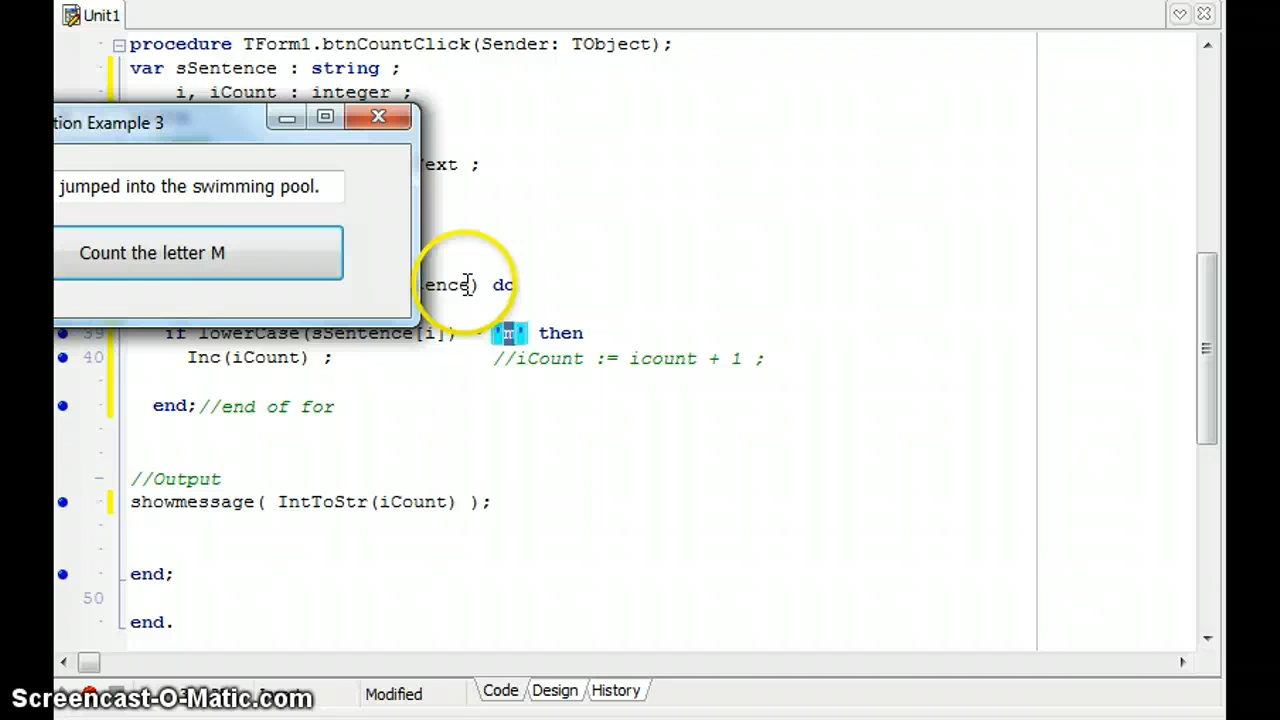 Unit1
procedure TForm1.btnCountClick(Sender: TObject);
var sSentence : string ;
i, iCount : integer ;
tion Example 3
ext ;
jumped into the swimming pool.
Count the letter M
tence) do
39 if lowerCase(sSentence[i]) = 'm' then
40 Inc(iCount) ; //iCount := icount + 1 ;
end;//end of for
//Output
showmessage( IntToStr(iCount) );
end;
50
end.
Modified Code Design History
Screencast-O-Matic.com